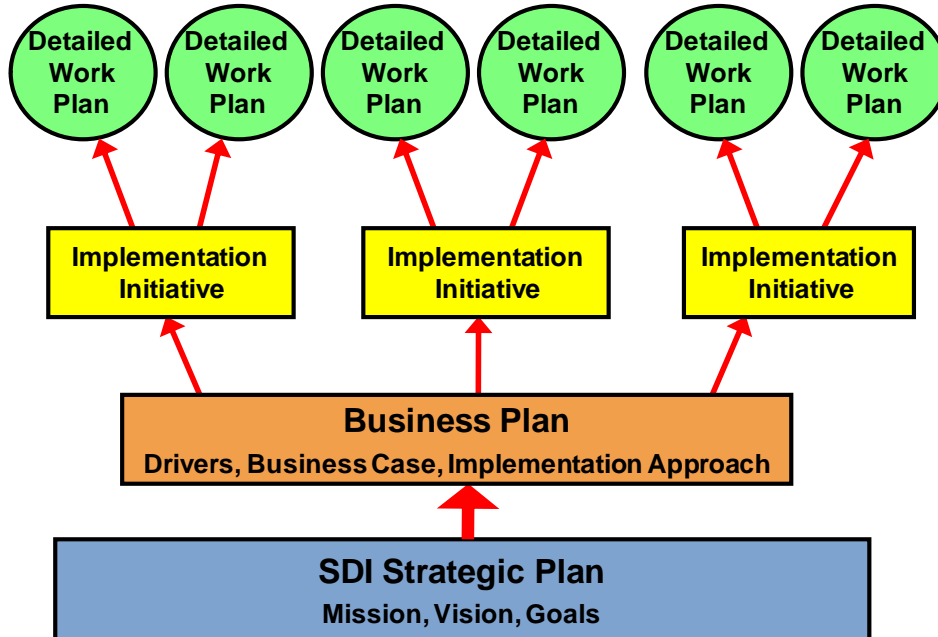 Detailed
Work
Plan
Detailed
Work
Plan
Detailed
Work
Plan
Detailed
Work
Plan
Detailed
Work
Plan
Detailed
Work
Plan
Implementation
Initiative
Implementation
Initiative
Implementation
Initiative
Business Plan
Drivers, Business Case, Implementation Approach
SDI Strategic Plan
Mission, Vision, Goals